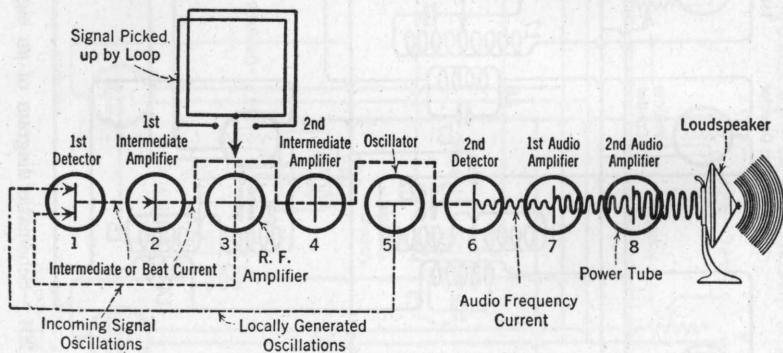 Signal Picked
up by Loop
1st
Detector
1st
Intermediate
Amplifier
2nd
Intermediate
Amplifier
Oscillator
2nd
Detector
1st Audio
Amplifier
2nd Audio
Amplifier
Loudspeaker
1
3
4
5
6
7
8
R. F.
Amplifier
Intermediate or Beat Current
Power Tube
Audio Frequency
Current
Incoming Signal
Oscillations
Locally Generated
Oscillations